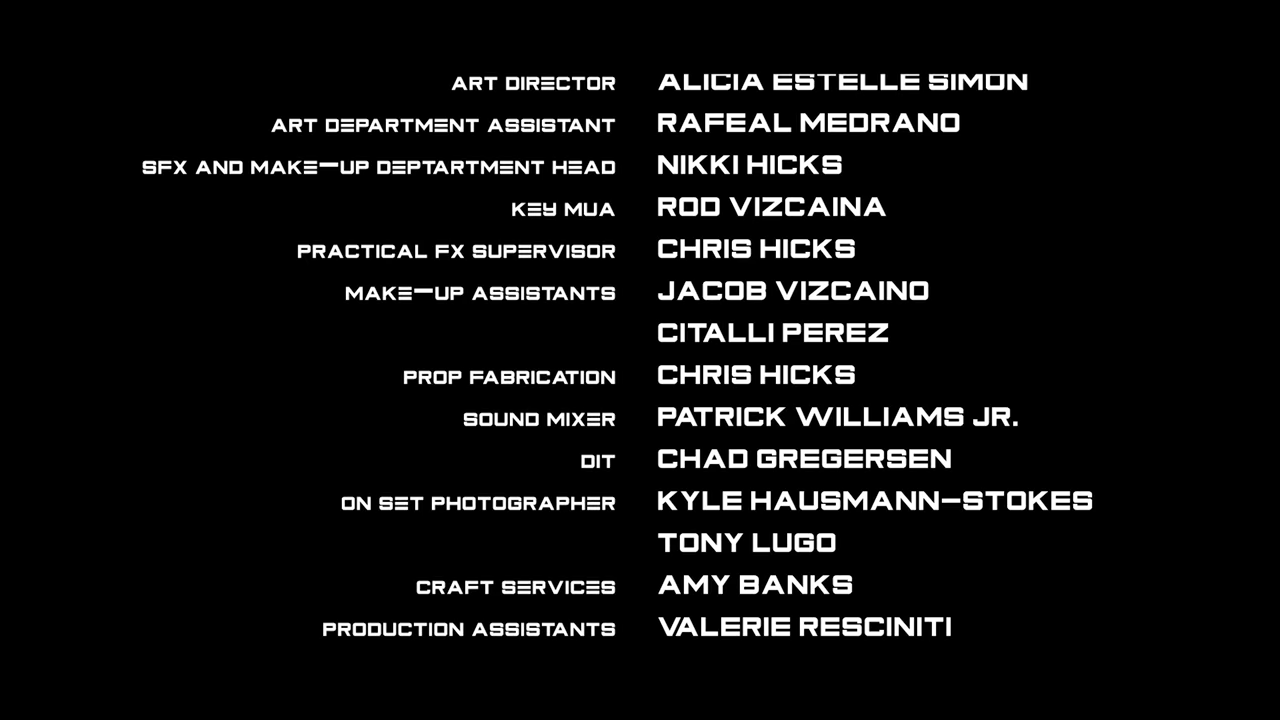 ART DIRECTOR ALICIA ESTELLE SIMON
ART DEPARTMENT ASSISTANT RAFEAL MEDRANO
SFX AND MAKE-UP DEPTARTMENT HEAD NIKKI HICKS
KEY MUA ROD VIZCAINA
PRACTICAL FX SUPERVISOR CHRIS HICKS
MAKE-UP ASSISTANTS JACOB VIZCAINO
CITALLI PEREZ
PROP FABRICATION CHRIS HICKS
SOUND MIXER PATRICK WILLIAMS JR.
DIT CHAD GREGERSEN
ON SET PHOTOGRAPHER KYLE HAUSMANN-STOKES
TONY LUGO
CRAFT SERVICES AMY BANKS
PRODUCTION ASSISTANTS VALERIE RESCINITI